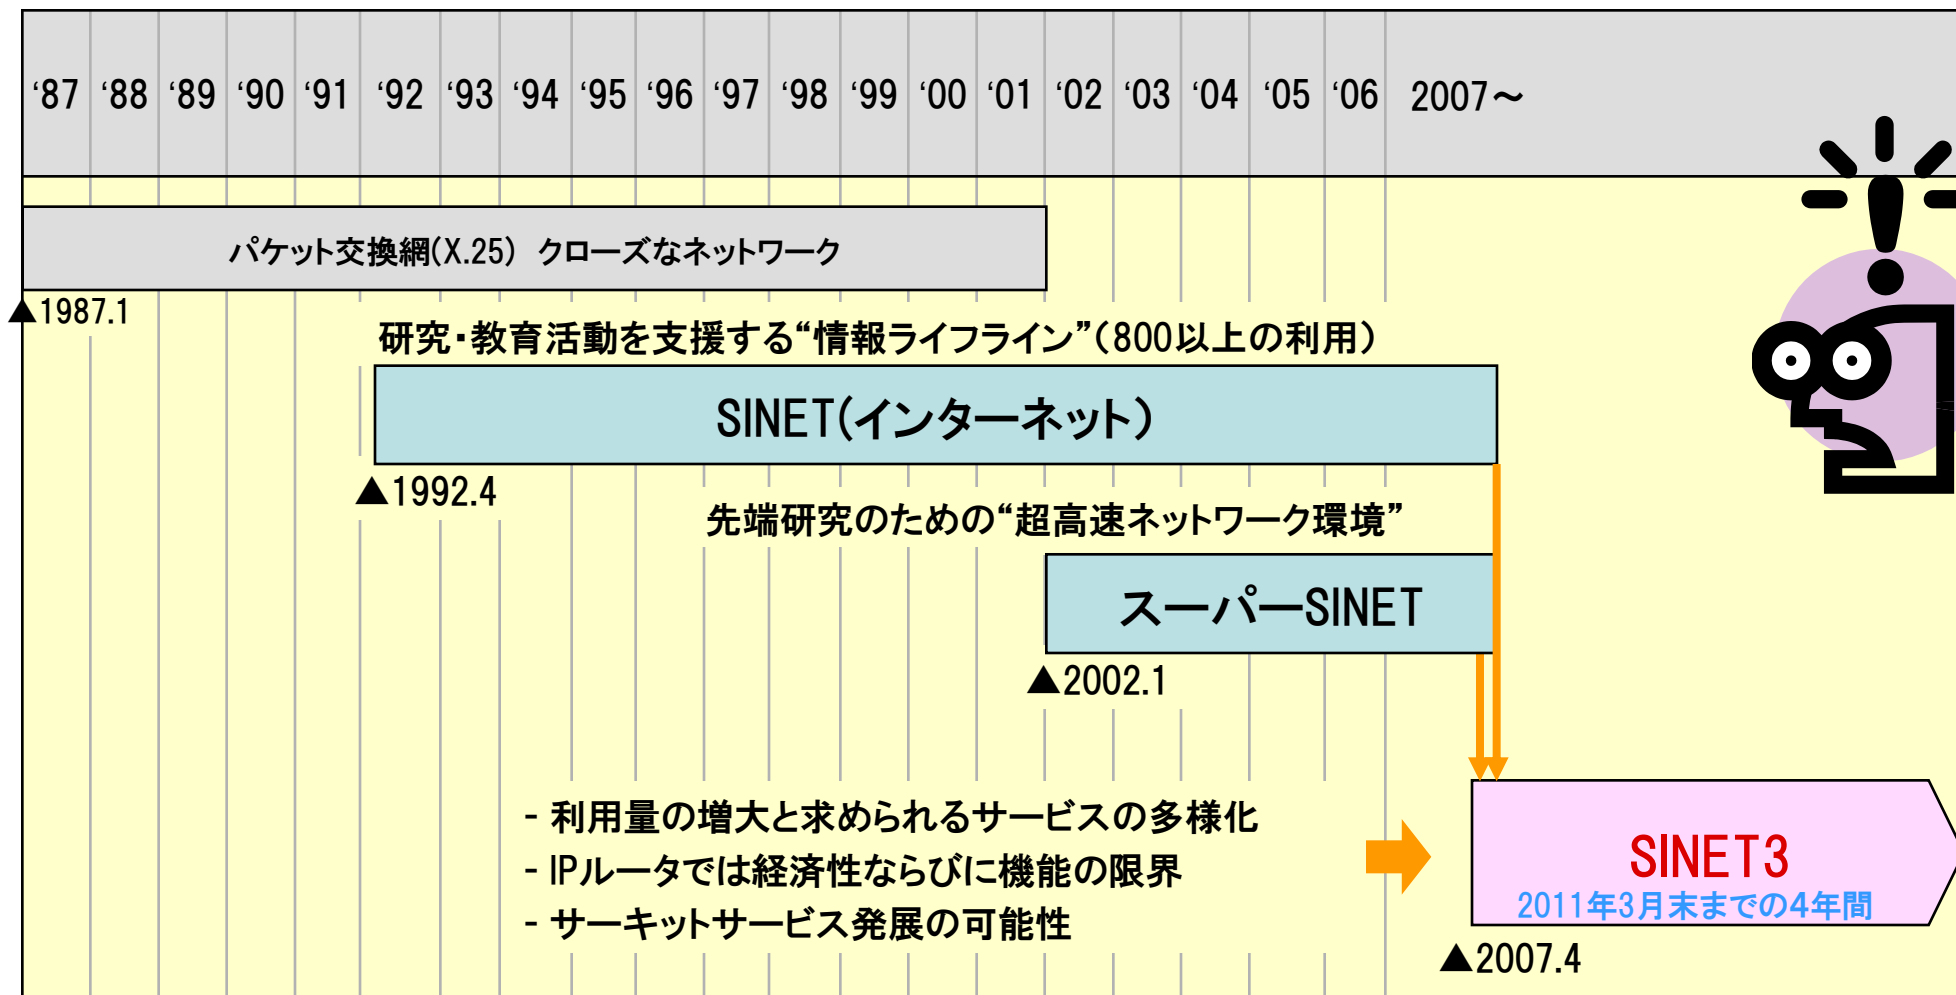 ‘87 ‘88 ‘89 ‘90 ‘91 ‘92 ‘93 ‘94 ‘95 ‘96 ‘97 ‘98 ‘99 ‘00 ‘01 ‘02 ‘03 ‘04 ‘05 ‘06 2007～
パケット交換網(X.25) クローズなネットワーク
▲1987.1
研究・教育活動を支援する“情報ライフライン”（800以上の利用）
SINET(インターネット）
▲1992.4
先端研究のための“超高速ネットワーク環境”
スーパーSINET
▲2002.1
- 利用量の増大と求められるサービスの多様化
- IPルータでは経済性ならびに機能の限界
- サーキットサービス発展の可能性
SINET3
2011年3月末までの4年間
▲2007.4